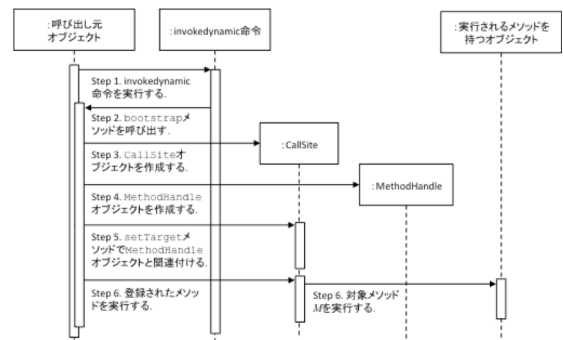 :呼び出し元
オブジェクト
:invokedynamic命令
:実行されるメソッドを
持つオブジェクト
Step 1. invokedynamic
命令を実行する.
Step 2. bootstrapメ
ソッドを呼び出す.
:CallSite
Step 3. CallSiteオ
ブジェクトを作成する.
:MethodHandle
Step 4. MethodHandle
オブジェクトを作成する.
Step 5. setTargetメ
ソッドでMethodHandle
オブジェクトと関連付ける.
Step 6. 登録されたメソッ
ドを実行する.
Step 6. 対象メソッド
Mを実行する.